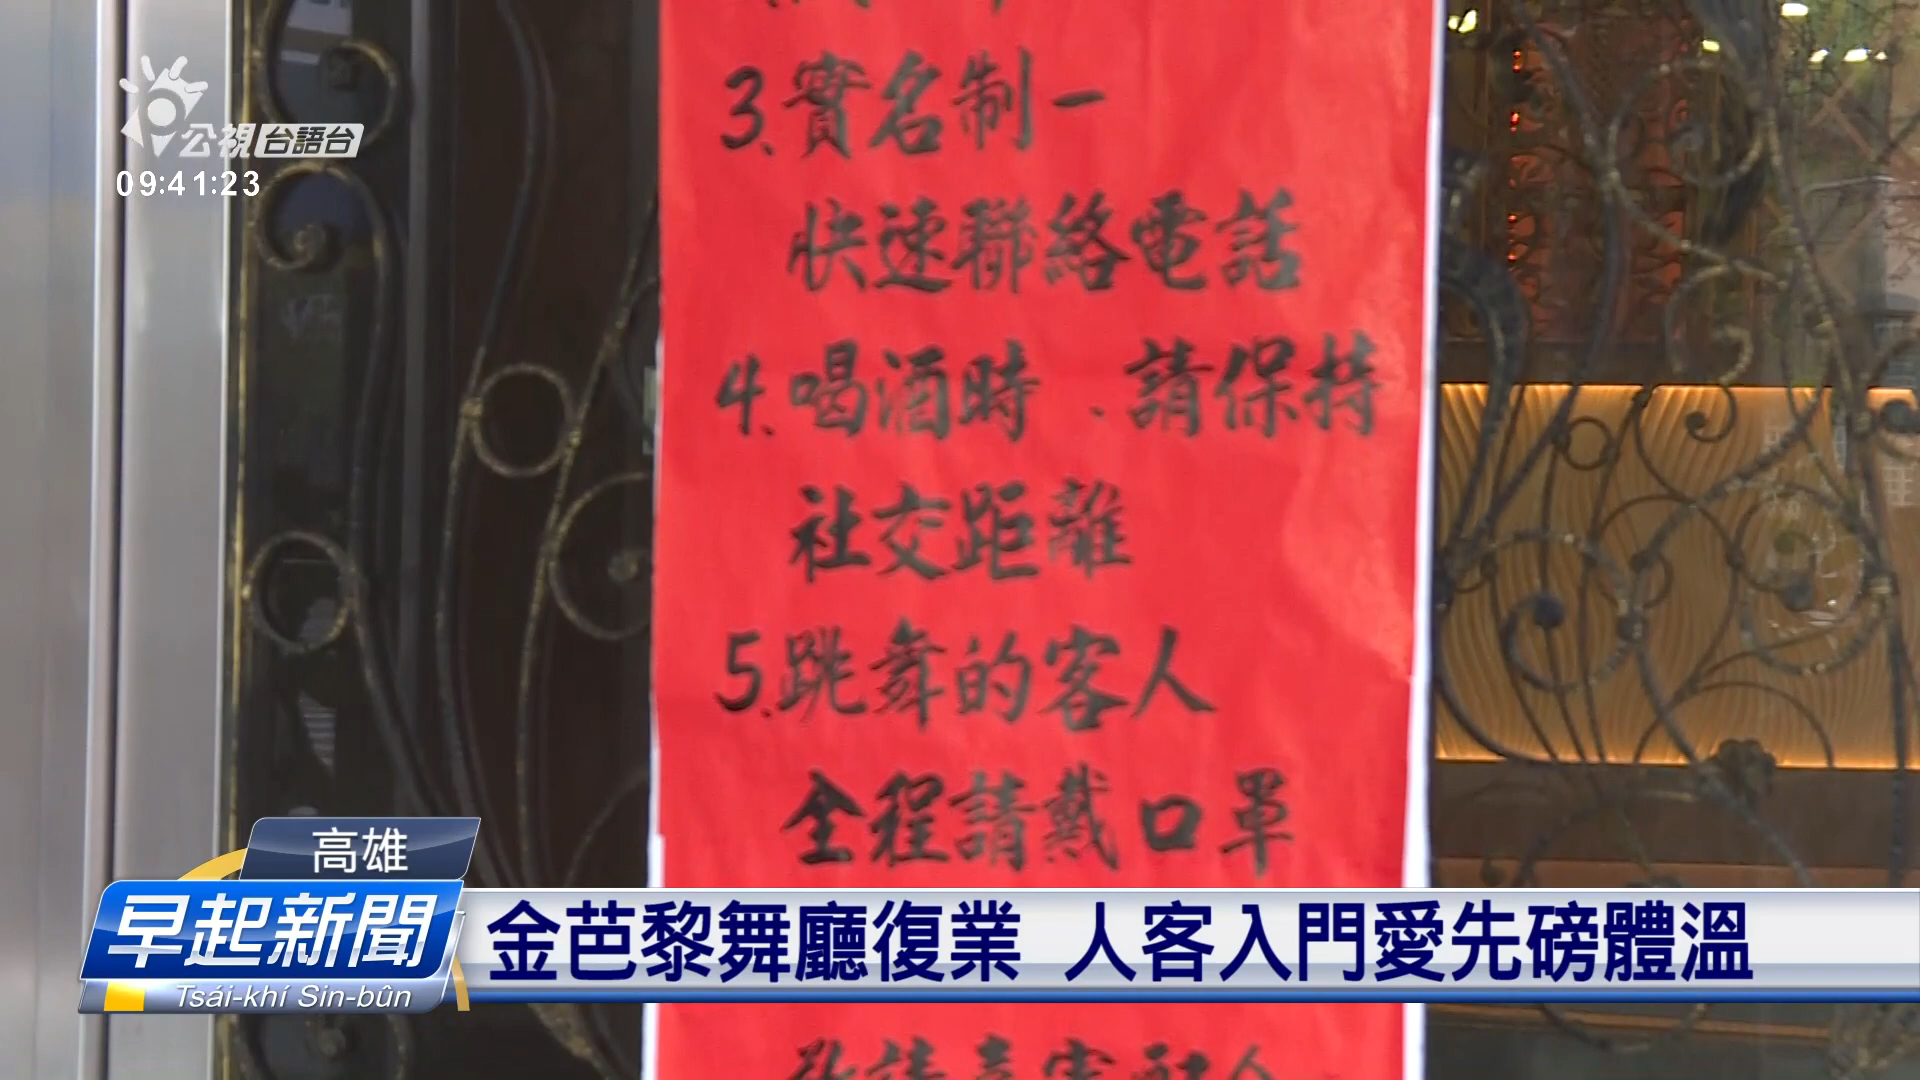 公視台語台
09:41:23
3、實名制一
快速聯絡電話
4、喝酒時、請保持
社交距離
5、跳舞的客人
全程請戴口罩
高雄
早起新聞
Tsái-khí Sin-bûn
金芭黎舞廳復業 人客入門愛先磅體溫